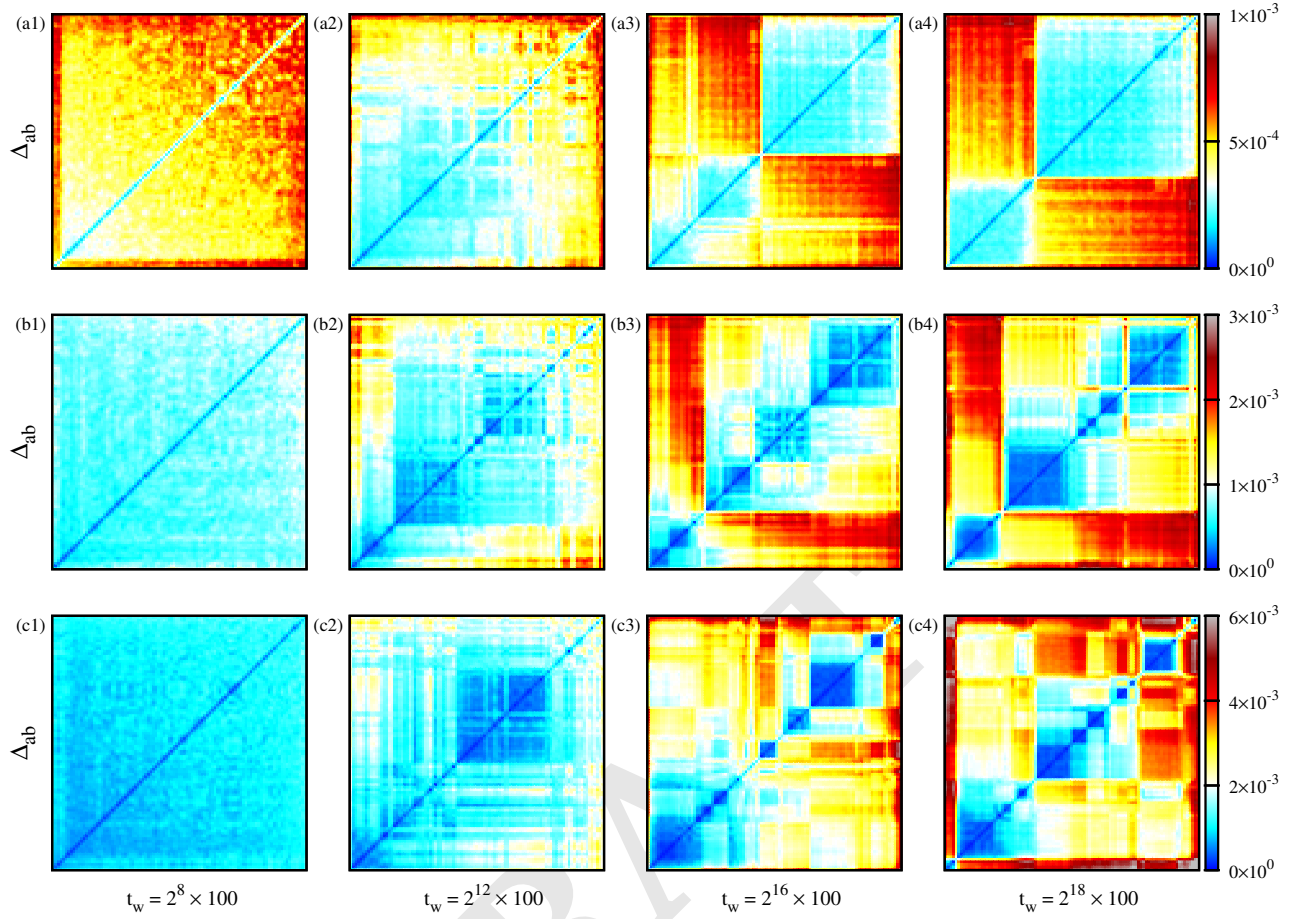 (a1) (a2) (a3) (a4) 1×10⁻³
Δab
5×10⁻⁴
0×10⁰
(b1) (b2) (b3) (b4) 3×10⁻³
2×10⁻³
Δab
1×10⁻³
0×10⁰
(c1) (c2) (c3) (c4) 6×10⁻³
4×10⁻³
Δab
2×10⁻³
0×10⁰
tw = 2⁸ × 100 tw = 2¹² × 100 tw = 2¹⁶ × 100 tw = 2¹⁸ × 100